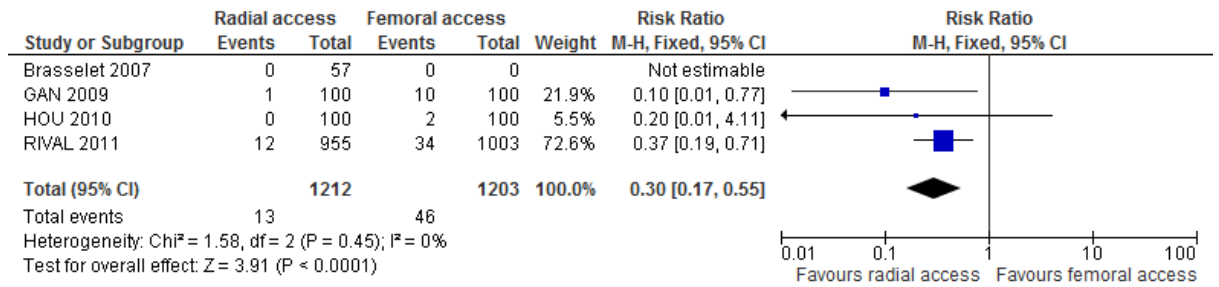 Radial access Femoral access Risk Ratio Risk Ratio
Study or Subgroup Events Total Events Total Weight M-H, Fixed, 95% CI M-H, Fixed, 95% CI
Brasselet 2007 0 57 0 0 Not estimable
GAN 2009 1 100 10 100 21.9% 0.10 [0.01, 0.77]
HOU 2010 0 100 2 100 5.5% 0.20 [0.01, 4.11]
RIVAL 2011 12 955 34 1003 72.6% 0.37 [0.19, 0.71]
Total (95% CI) 1212 1203 100.0% 0.30 [0.17, 0.55]
Total events 13 46
Heterogeneity: Chi² = 1.58, df = 2 (P = 0.45); I² = 0%
Test for overall effect: Z = 3.91 (P < 0.0001)
0.01 0.1 1 10 100
Favours radial access Favours femoral access